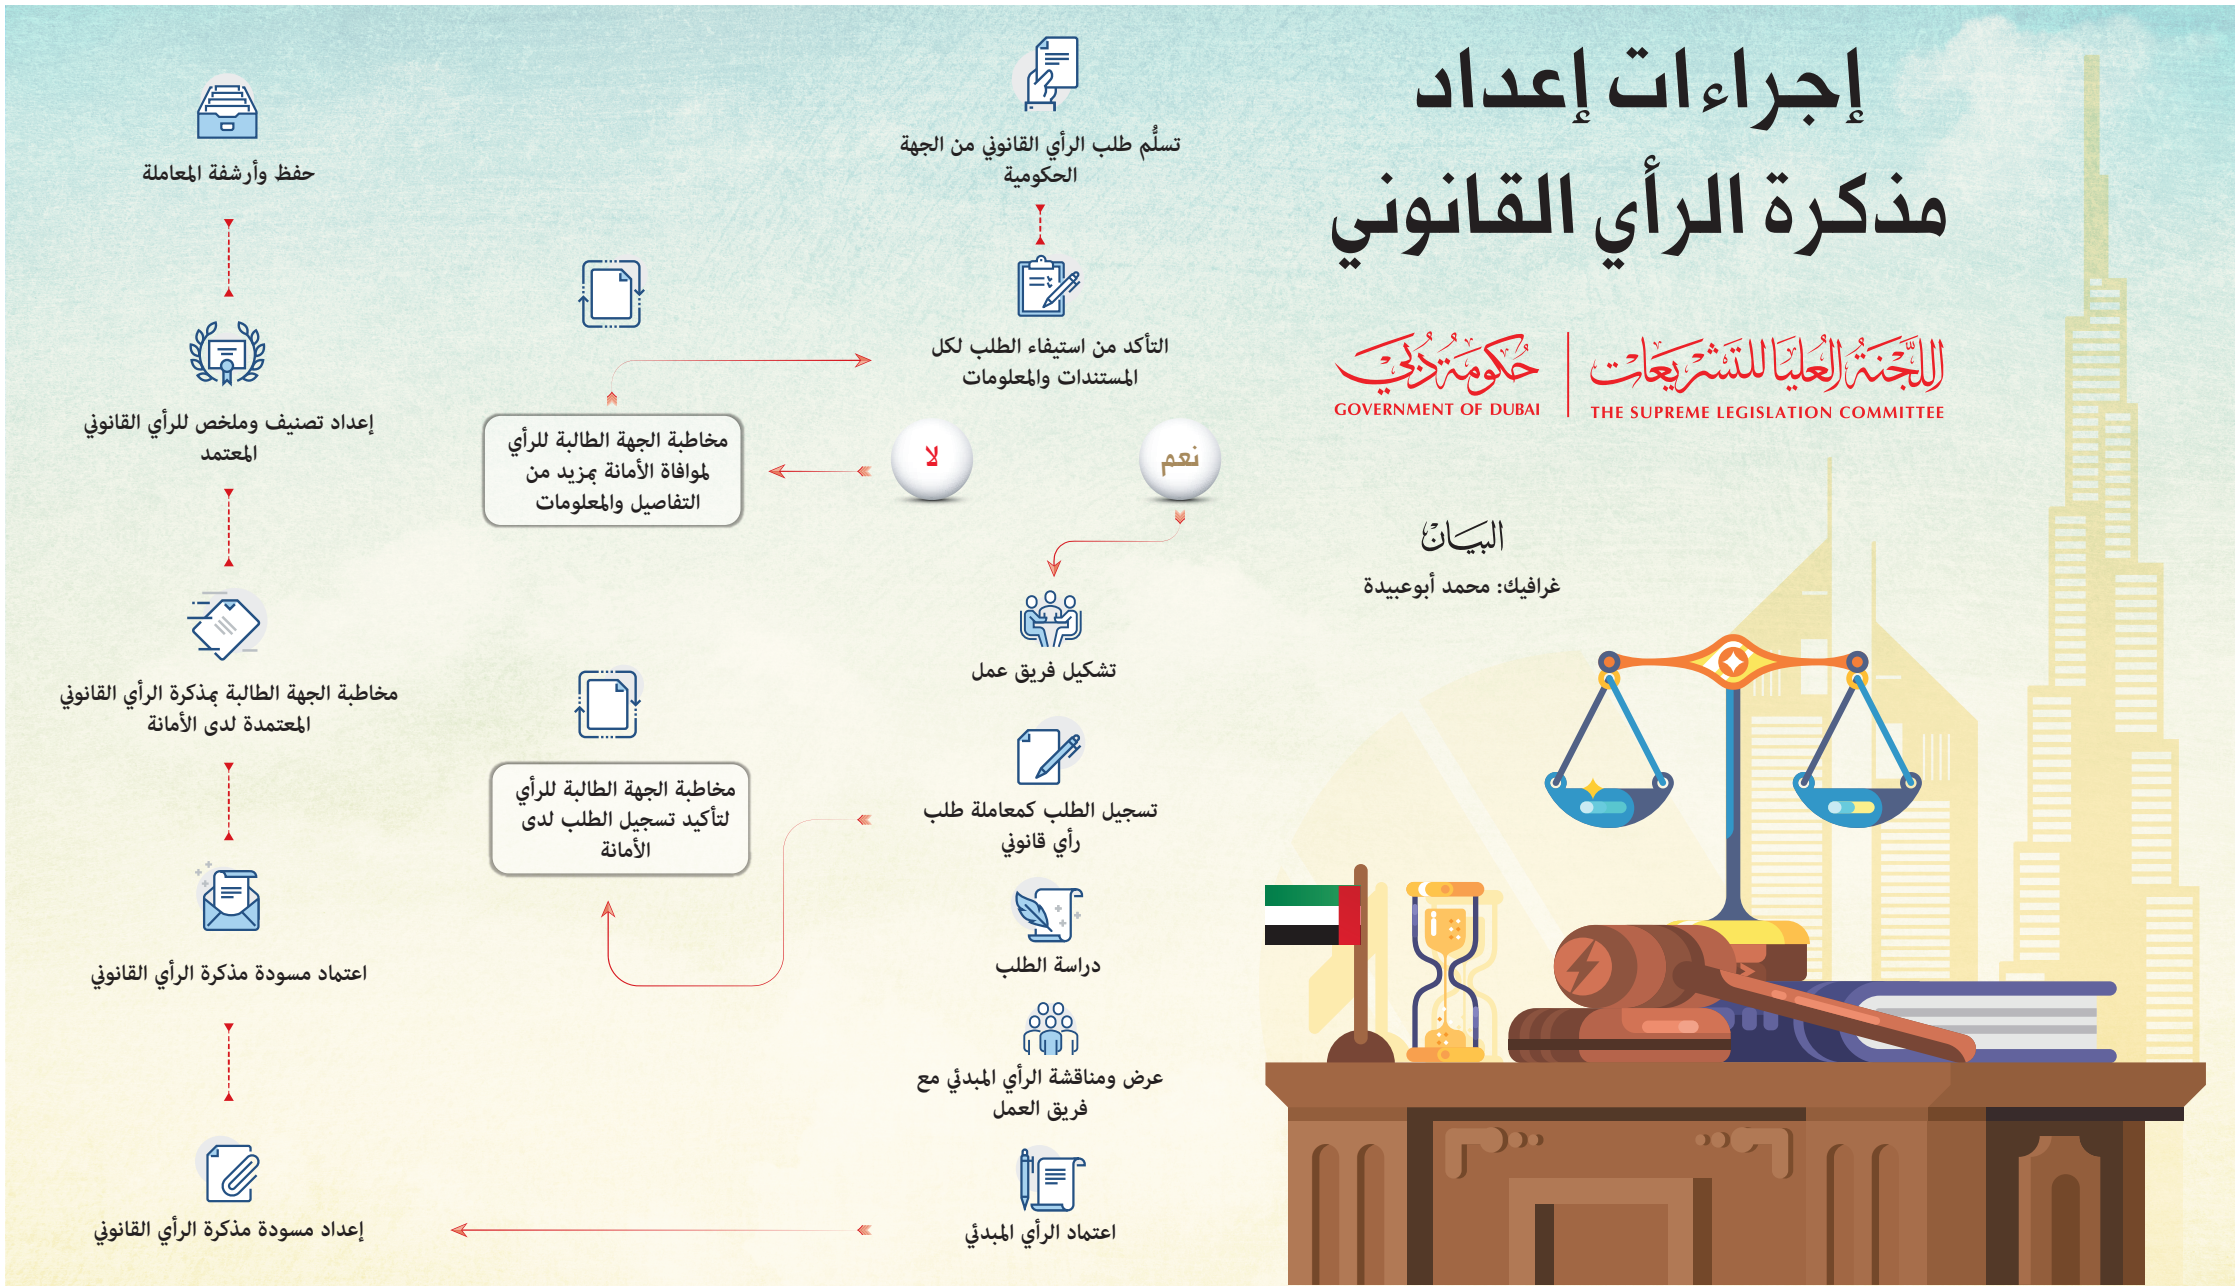 إجراءات إعداد
مذكرة الرأي القانوني
اللجنة العليا للتشريعات
THE SUPREME LEGISLATION COMMITTEE
حكومة دبي
GOVERNMENT OF DUBAI
البيان
غرافيك: محمد أبوعبيدة
تسلُّم طلب الرأي القانوني من الجهة
الحكومية
التأكد من استيفاء الطلب لكل
المستندات والمعلومات
نعم
لا
مخاطبة الجهة الطالبة للرأي
لموافاة الأمانة بمزيد من
التفاصيل والمعلومات
تشكيل فريق عمل
تسجيل الطلب كمعاملة طلب
رأي قانوني
مخاطبة الجهة الطالبة للرأي
لتأكيد تسجيل الطلب لدى
الأمانة
دراسة الطلب
عرض ومناقشة الرأي المبدئي مع
فريق العمل
اعتماد الرأي المبدئي
إعداد مسودة مذكرة الرأي القانوني
اعتماد مسودة مذكرة الرأي القانوني
مخاطبة الجهة الطالبة بمذكرة الرأي القانوني
المعتمدة لدى الأمانة
إعداد تصنيف وملخص للرأي القانوني
المعتمد
حفظ وأرشفة المعاملة